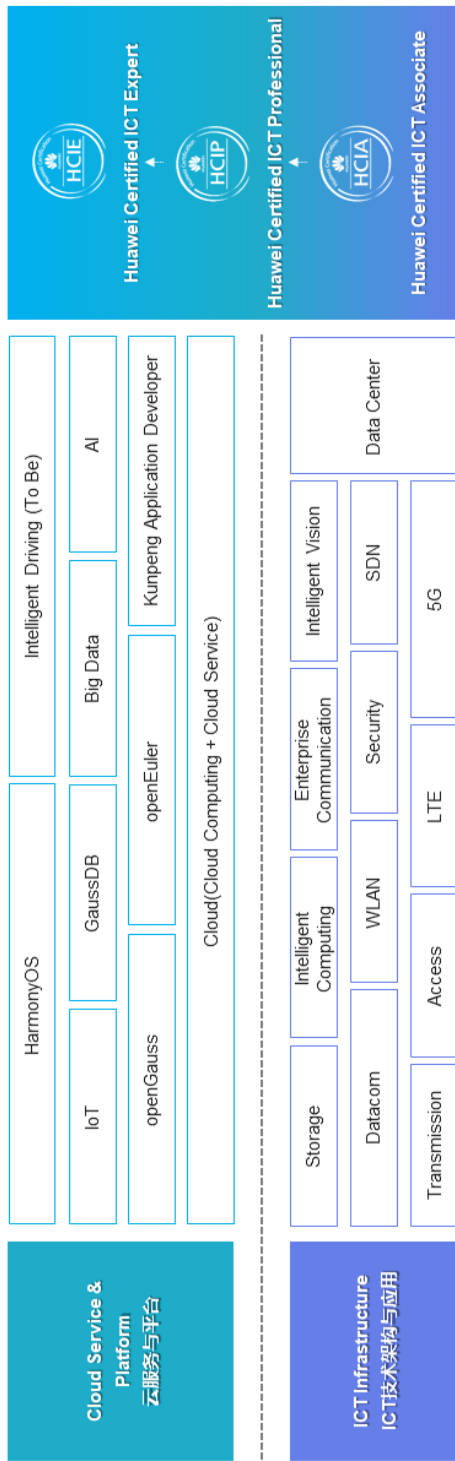 Cloud Service &
Platform
云服务与平台
HarmonyOS
Intelligent Driving (To Be)
IoT
GaussDB
Big Data
AI
openGauss
openEuler
Kunpeng Application Developer
Cloud(Cloud Computing + Cloud Service)
ICT Infrastructure
ICT技术架构与应用
Storage
Intelligent
Computing
Enterprise
Communication
Intelligent Vision
Datacom
WLAN
Security
SDN
Transmission
Access
LTE
5G
Data Center
HCIE
Huawei Certified ICT Expert
HCIP
Huawei Certified ICT Professional
HCIA
Huawei Certified ICT Associate